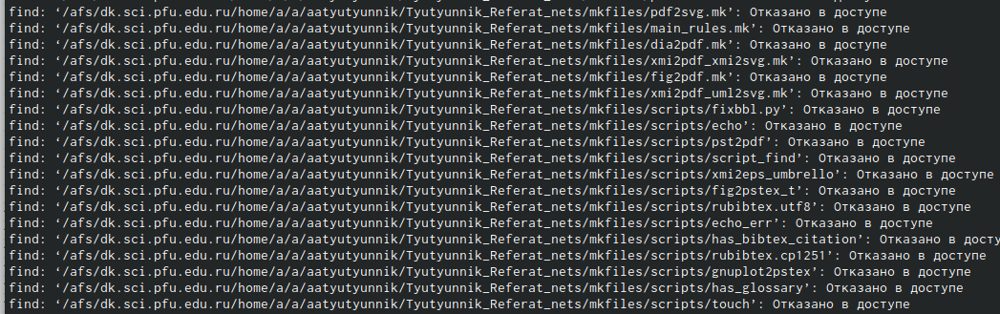 find: ‘/afs/dk.sci.pfu.edu.ru/home/a/a/aatyutyunnik/Tyutyunnik_Referat_nets/mkfiles/pdf2svg.mk’: Отказано в доступе
find: ‘/afs/dk.sci.pfu.edu.ru/home/a/a/aatyutyunnik/Tyutyunnik_Referat_nets/mkfiles/main_rules.mk’: Отказано в доступе
find: ‘/afs/dk.sci.pfu.edu.ru/home/a/a/aatyutyunnik/Tyutyunnik_Referat_nets/mkfiles/dia2pdf.mk’: Отказано в доступе
find: ‘/afs/dk.sci.pfu.edu.ru/home/a/a/aatyutyunnik/Tyutyunnik_Referat_nets/mkfiles/xmi2pdf_xmi2svg.mk’: Отказано в доступе
find: ‘/afs/dk.sci.pfu.edu.ru/home/a/a/aatyutyunnik/Tyutyunnik_Referat_nets/mkfiles/fig2pdf.mk’: Отказано в доступе
find: ‘/afs/dk.sci.pfu.edu.ru/home/a/a/aatyutyunnik/Tyutyunnik_Referat_nets/mkfiles/xmi2pdf_uml2svg.mk’: Отказано в доступе
find: ‘/afs/dk.sci.pfu.edu.ru/home/a/a/aatyutyunnik/Tyutyunnik_Referat_nets/mkfiles/scripts/fixbbl.py’: Отказано в доступе
find: ‘/afs/dk.sci.pfu.edu.ru/home/a/a/aatyutyunnik/Tyutyunnik_Referat_nets/mkfiles/scripts/echo’: Отказано в доступе
find: ‘/afs/dk.sci.pfu.edu.ru/home/a/a/aatyutyunnik/Tyutyunnik_Referat_nets/mkfiles/scripts/pst2pdf’: Отказано в доступе
find: ‘/afs/dk.sci.pfu.edu.ru/home/a/a/aatyutyunnik/Tyutyunnik_Referat_nets/mkfiles/scripts/script_find’: Отказано в доступе
find: ‘/afs/dk.sci.pfu.edu.ru/home/a/a/aatyutyunnik/Tyutyunnik_Referat_nets/mkfiles/scripts/xmi2eps_umbrello’: Отказано в доступе
find: ‘/afs/dk.sci.pfu.edu.ru/home/a/a/aatyutyunnik/Tyutyunnik_Referat_nets/mkfiles/scripts/fig2pstex_t’: Отказано в доступе
find: ‘/afs/dk.sci.pfu.edu.ru/home/a/a/aatyutyunnik/Tyutyunnik_Referat_nets/mkfiles/scripts/rubibtex.utf8’: Отказано в доступе
find: ‘/afs/dk.sci.pfu.edu.ru/home/a/a/aatyutyunnik/Tyutyunnik_Referat_nets/mkfiles/scripts/echo_err’: Отказано в доступе
find: ‘/afs/dk.sci.pfu.edu.ru/home/a/a/aatyutyunnik/Tyutyunnik_Referat_nets/mkfiles/scripts/has_bibtex_citation’: Отказано в досту
find: ‘/afs/dk.sci.pfu.edu.ru/home/a/a/aatyutyunnik/Tyutyunnik_Referat_nets/mkfiles/scripts/rubibtex.cp1251’: Отказано в доступе
find: ‘/afs/dk.sci.pfu.edu.ru/home/a/a/aatyutyunnik/Tyutyunnik_Referat_nets/mkfiles/scripts/gnuplot2pstex’: Отказано в доступе
find: ‘/afs/dk.sci.pfu.edu.ru/home/a/a/aatyutyunnik/Tyutyunnik_Referat_nets/mkfiles/scripts/has_glossary’: Отказано в доступе
find: ‘/afs/dk.sci.pfu.edu.ru/home/a/a/aatyutyunnik/Tyutyunnik_Referat_nets/mkfiles/scripts/touch’: Отказано в доступе